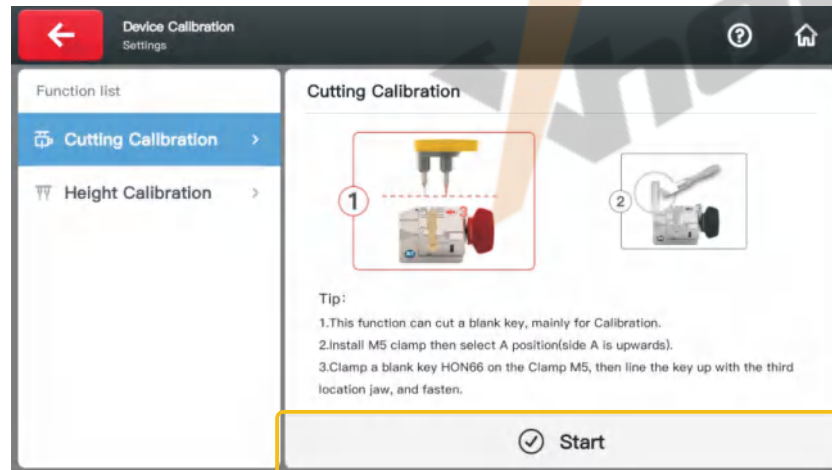 Device Calibration
Settings
Function list
Cutting Calibration
Height Calibration
Cutting Calibration
1
3
2
Tip:
1.This function can cut a blank key, mainly for Calibration.
2.Install M5 clamp then select A position(side A is upwards).
3.Clamp a blank key HON66 on the Clamp M5, then line the key up with the third
location jaw, and fasten.
Start